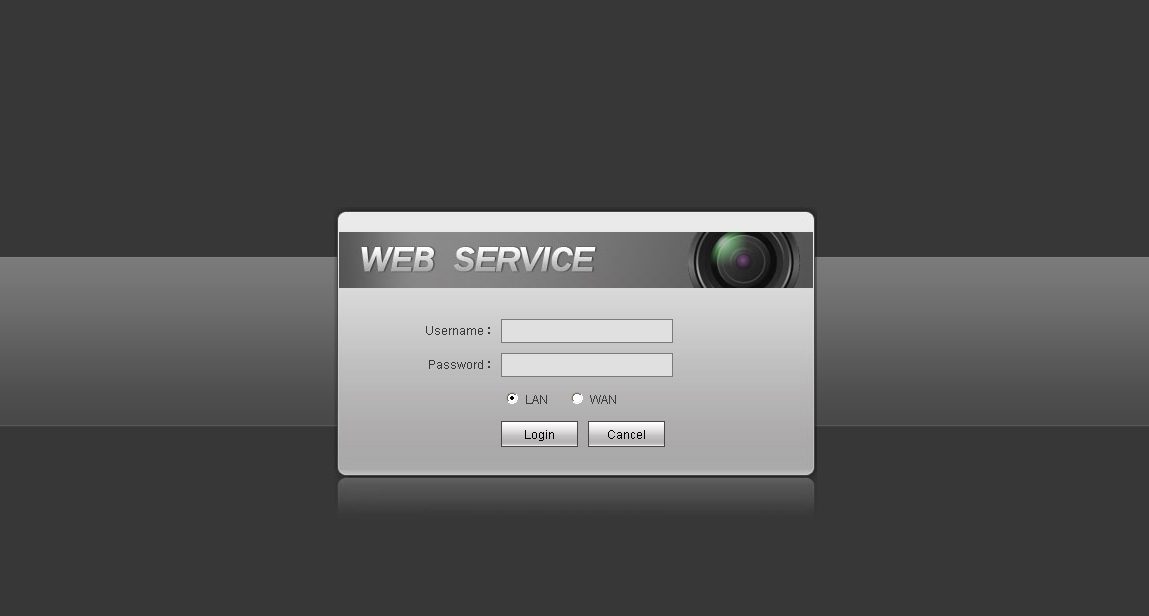 WEB SERVICE
Username :
Password :
LAN WAN
Login Cancel